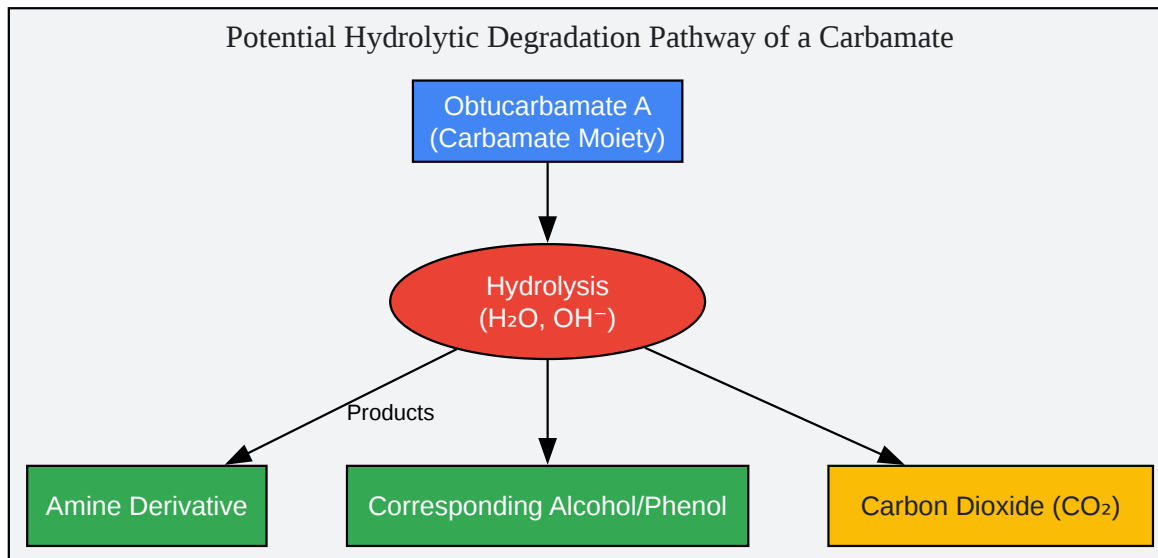 Potential Hydrolytic Degradation Pathway of a Carbamate
Obtucarbamate A
(Carbamate Moiety)
Hydrolysis
(H₂O, OH⁻)
Products
Amine Derivative
Corresponding Alcohol/Phenol
Carbon Dioxide (CO₂)